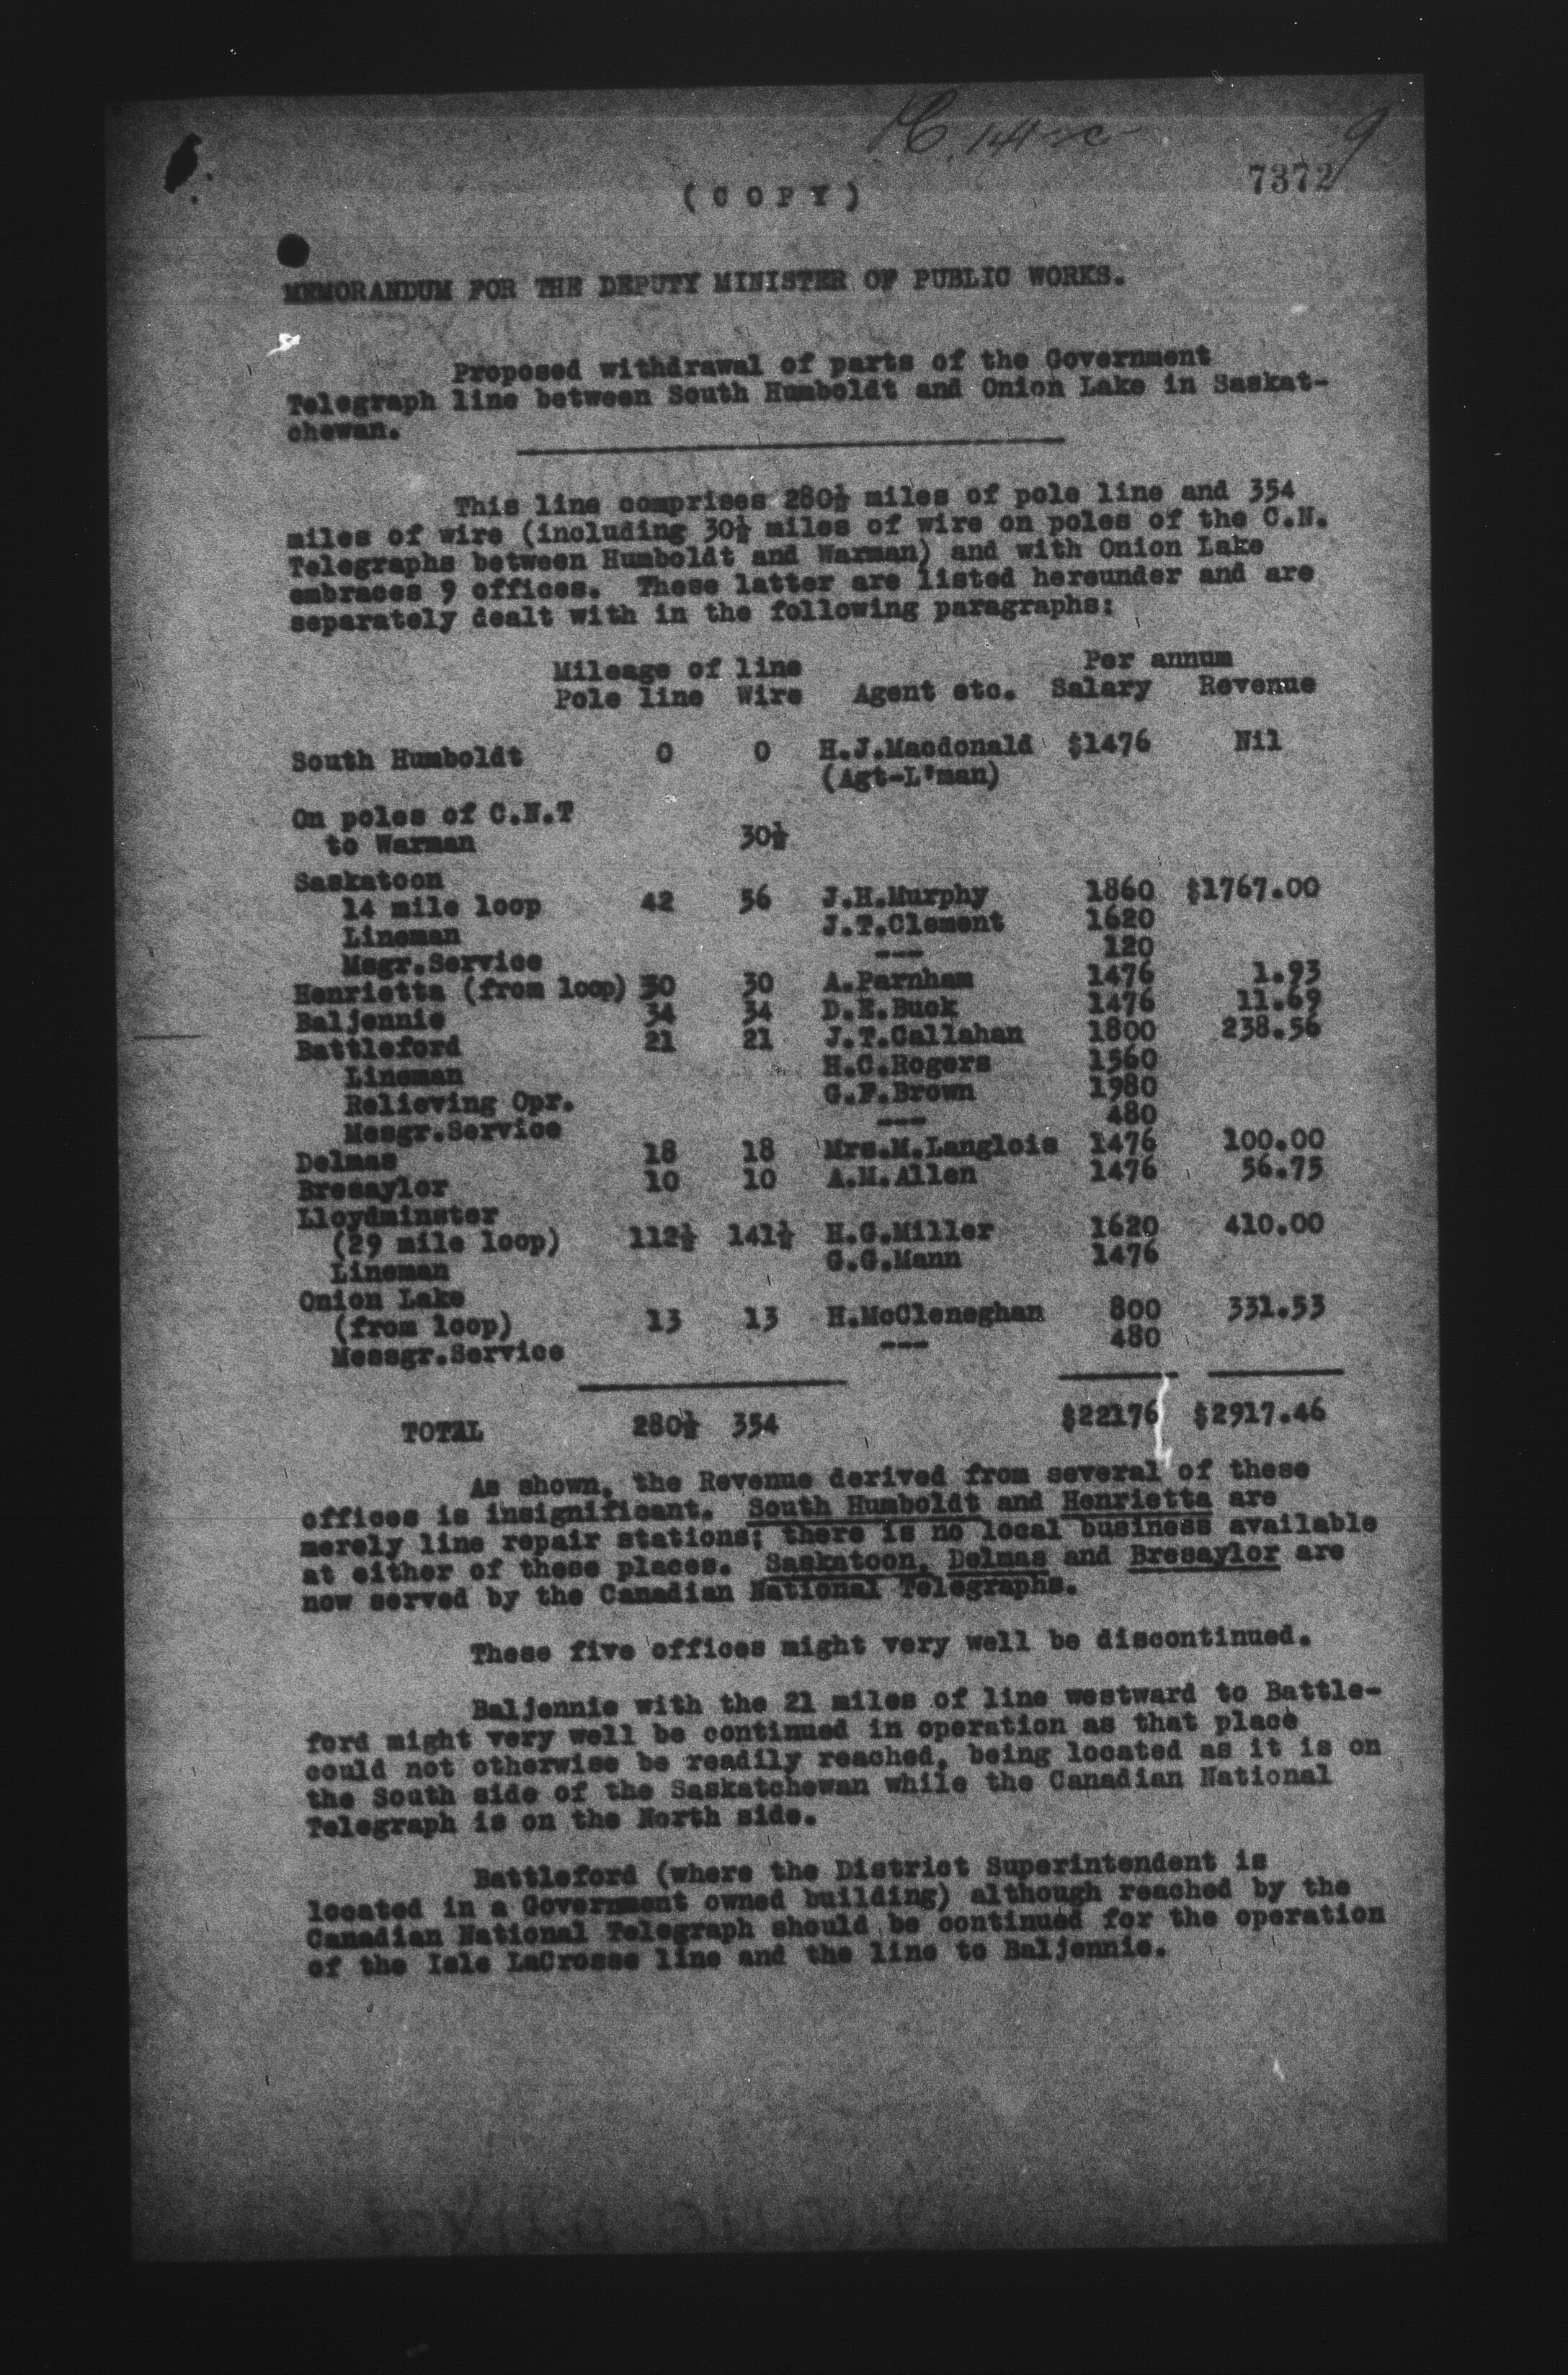 9
7372
( C O P Y )
MEMORANDUM FOR THE DEPUTY MINISTER OF PUBLIC WORKS.
Proposed withdrawal of parts of the Government
Telegraph line between South Humboldt and Onion Lake in Saskat-
chewan.
This line comprises 280½ miles of pole line and 354
miles of wire (including 30½ miles of wire on poles of the C.N.
Telegraphs between Humboldt and Warman) and with Onion Lake
embraces 9 offices. These latter are listed hereunder and are
separately dealt with in the following paragraphs:
Mileage of line Per annum
Pole line Wire Agent etc. Salary Revenue
South Humboldt 0 0 H.J.Macdonald $1476 Nil
(Agt-L'man)
On poles of C.N.T
to Warman 30½
Saskatoon
14 mile loop 42 56 J.H.Murphy 1860 $1767.00
Lineman J.T.Clement 1620
Msgr.Service --- 120
Henrietta (from loop) 30 30 A.Parnham 1476 1.93
Baljennie 34 34 D.E.Buck 1476 11.69
Battleford 21 21 J.T.Callahan 1800 238.56
Lineman H.C.Rogers 1560
Relieving Opr. G.F.Brown 1980
Mesgr.Service --- 480
Delmas 18 18 Mrs.M.Langlois 1476 100.00
Bresaylor 10 10 A.M.Allen 1476 56.75
Lloydminster
(29 mile loop) 112½ 141½ H.G.Miller 1620 410.00
Lineman G.G.Mann 1476
Onion Lake
(from loop) 13 13 H.McCleneghan 800 331.53
Messgr.Service --- 480
TOTAL 280½ 354 $22176 $2917.46
As shown, the Revenue derived from several of these
offices is insignificant. South Humboldt and Henrietta are
merely line repair stations; there is no local business available
at either of these places. Saskatoon, Delmas and Bresaylor are
now served by the Canadian National Telegraphs.
These five offices might very well be discontinued.
Baljennie with the 21 miles of line westward to Battle-
ford might very well be continued in operation as that place
could not otherwise be readily reached, being located as it is on
the South side of the Saskatchewan while the Canadian National
Telegraph is on the North side.
Battleford (where the District Superintendent is
located in a Government owned building) although reached by the
Canadian National Telegraph should be continued for the operation
of the Isle LaCrosse line and the line to Baljennie.